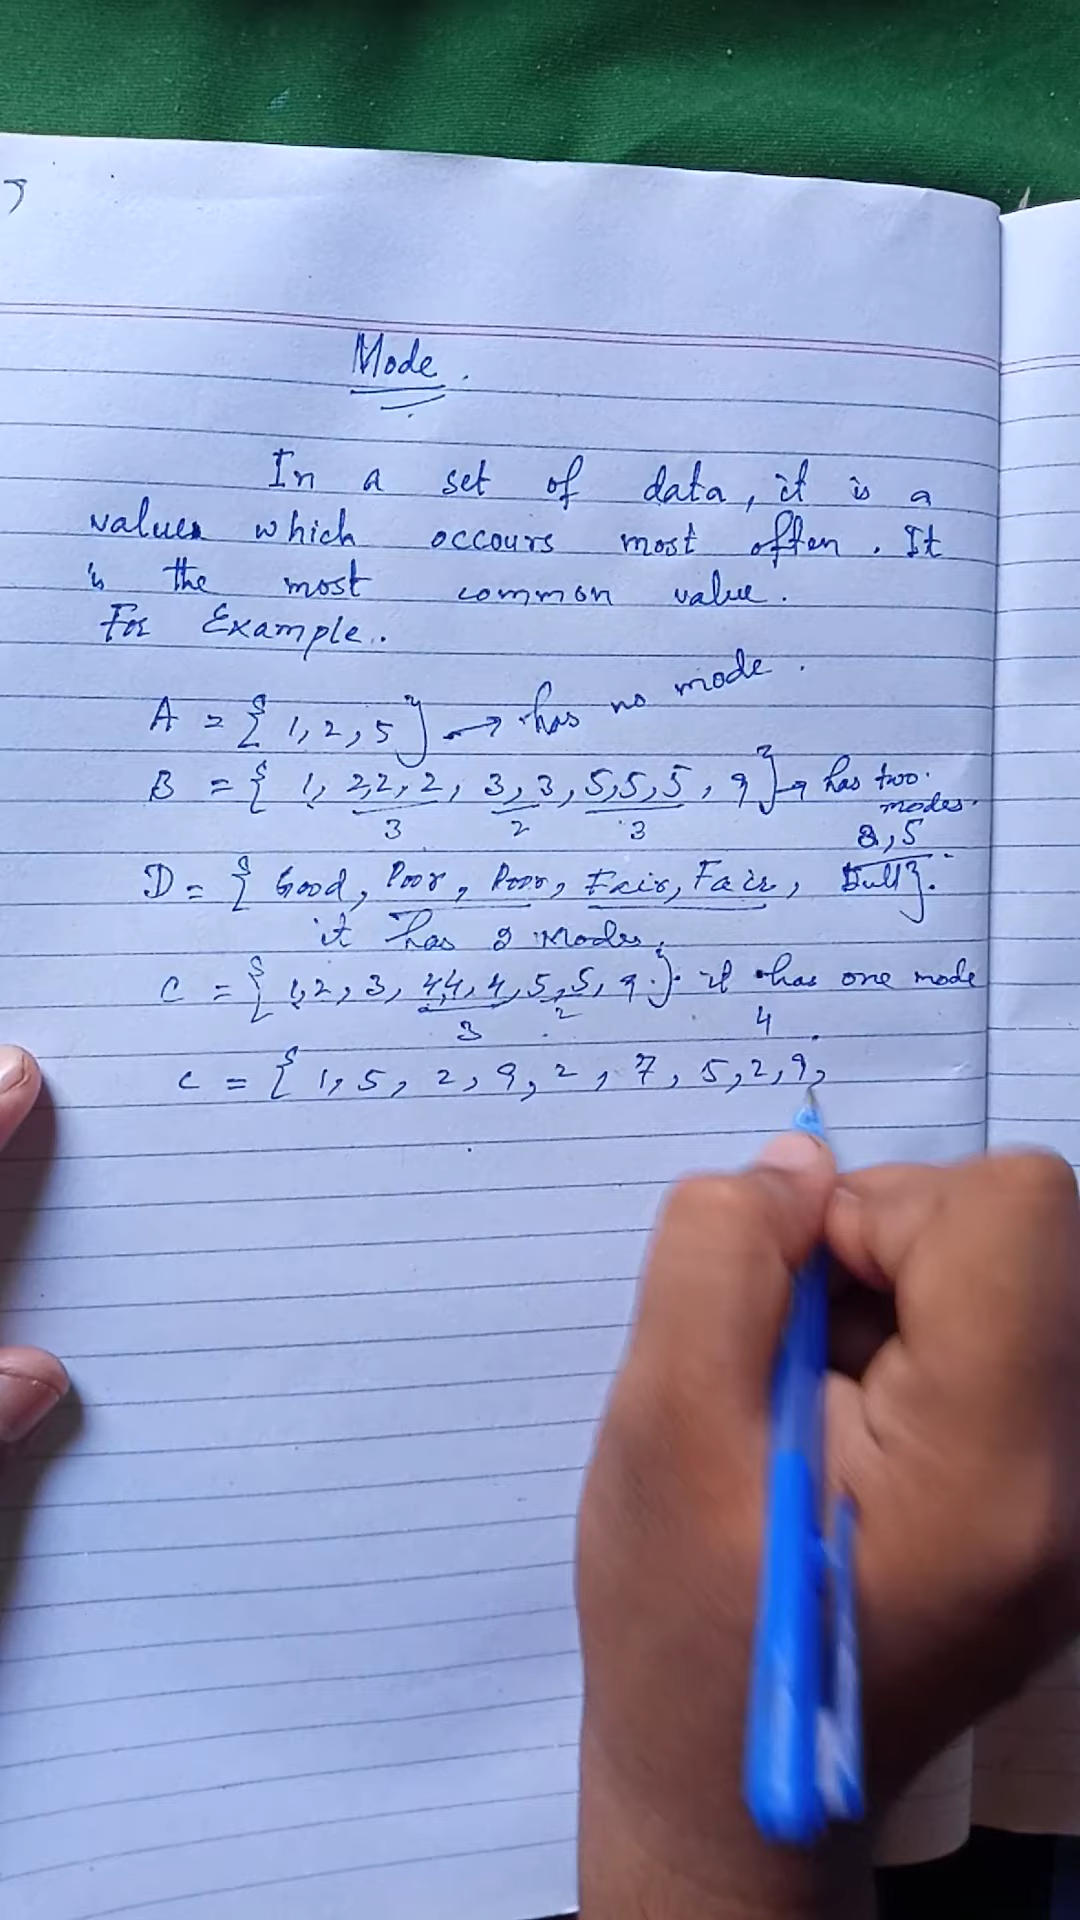 Mode.
In a set of data, it is a
values which occours most often. It
is the most common value.
For Example..
A = { 1, 2, 5 } → has no mode.
B = { 1, 2,2,2, 3,3, 5,5,5, 9 } → has two modes.
3 2 3 2,5
D = { Good, Poor, Poor, Fair, Fair, Dull }.
it has 2 modes.
C = { 1,2,3, 4,4,4, 5,5, 9 }. it has one mode
3 2 4
C = { 1, 5, 2, 9, 2, 7, 5, 2, 9,